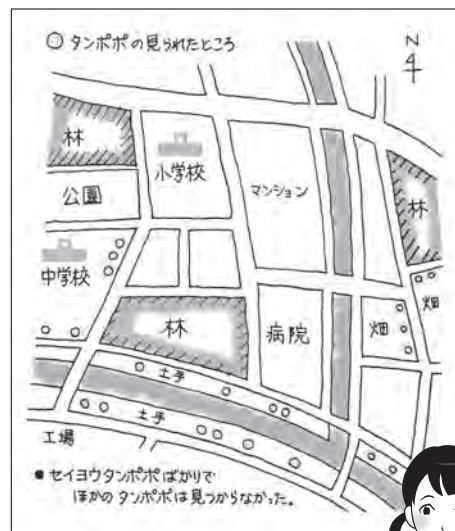 ○ タンポポの見られたところ
N
4
林
小学校
マンション
公園
林
中学校
畑
畑
林
病院
土手
土手
工場
● セイヨウタンポポばかりで
ほかのタンポポは見つからなかった。